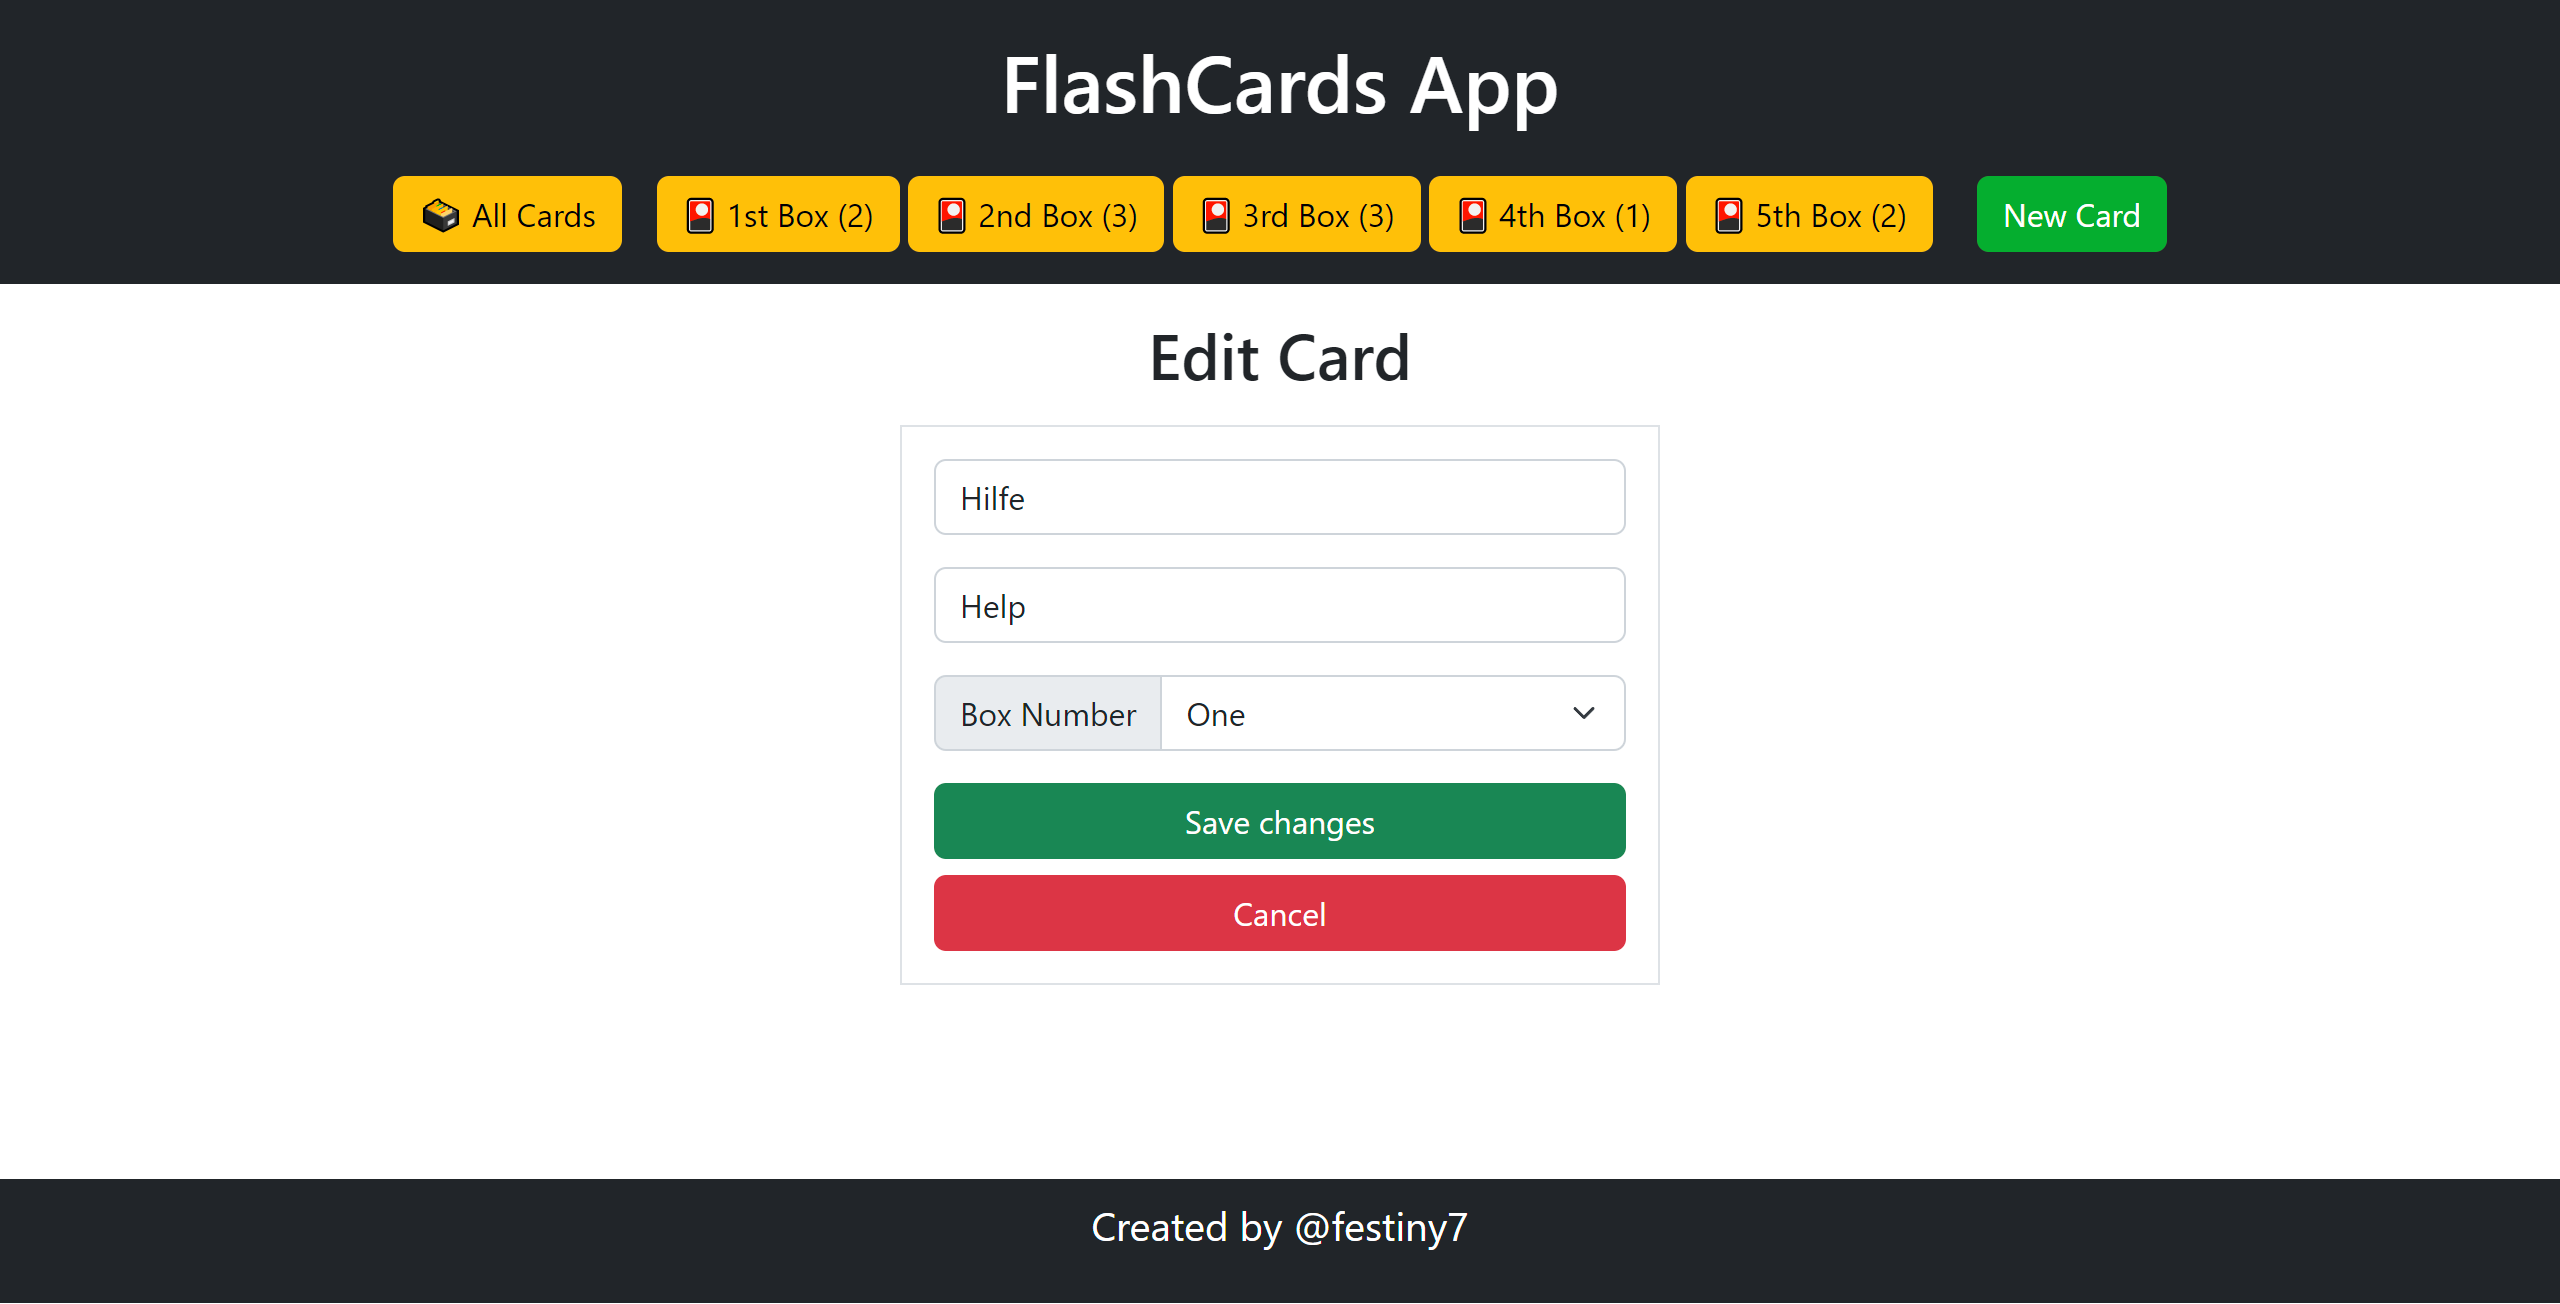 FlashCards App
All Cards 1st Box (2) 2nd Box (3) 3rd Box (3) 4th Box (1) 5th Box (2) New Card
Edit Card
Hilfe
Help
Box Number One
Save changes
Cancel
Created by @festiny7